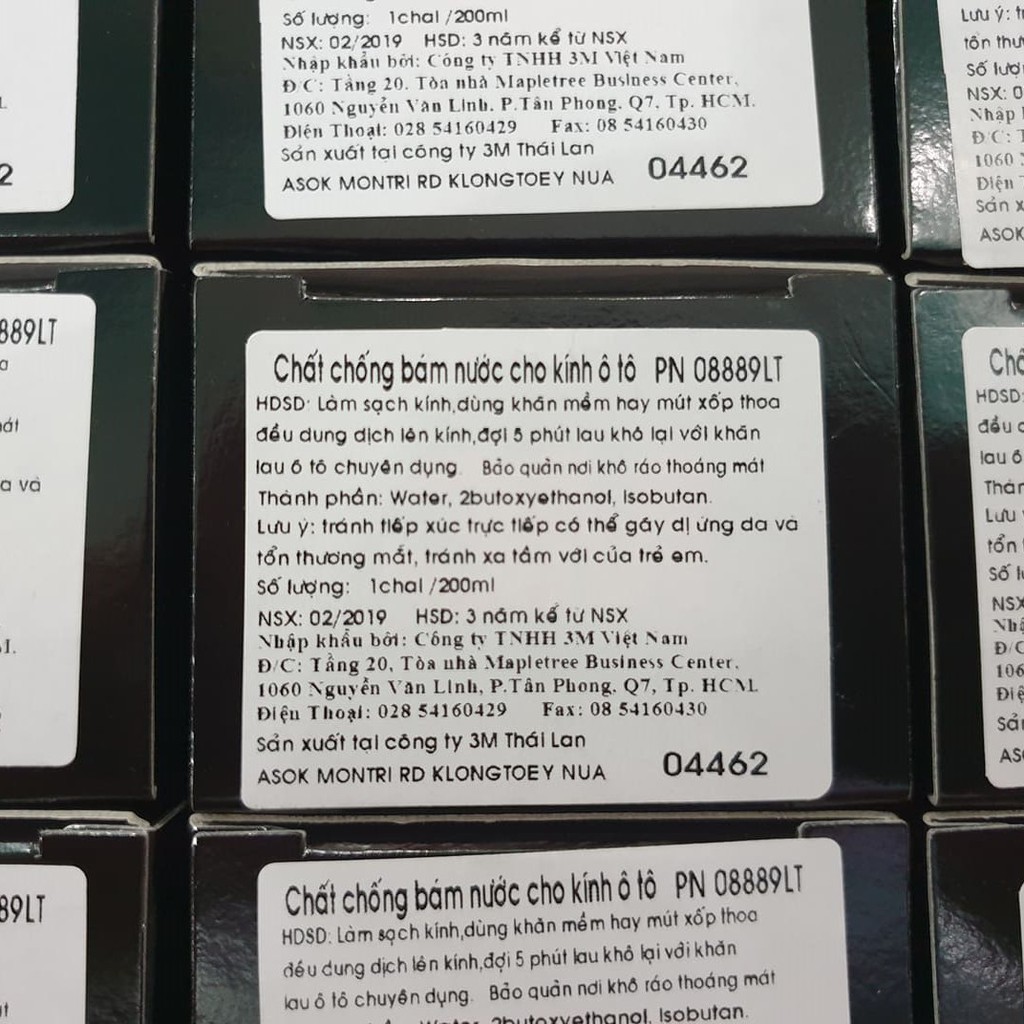 Số lượng: 1chal /200ml
NSX: 02/2019 HSD: 3 năm kể từ NSX
Nhập khẩu bởi: Công ty TNHH 3M Việt Nam
Đ/C: Tầng 20, Tòa nhà Mapletree Business Center,
1060 Nguyễn Văn Linh, P.Tân Phong, Q7, Tp. HCM.
Điện Thoại: 028 54160429 Fax: 08 54160430
Sản xuất tại công ty 3M Thái Lan
ASOK MONTRI RD KLONGTOEY NUA 04462
Chất chống bám nước cho kính ô tô PN 08889LT
HDSD: Làm sạch kính,dùng khăn mềm hay mút xốp thoa
đều dung dịch lên kính,đợi 5 phút lau khô lại với khăn
lau ô tô chuyên dụng. Bảo quản nơi khô ráo thoáng mát
Thành phần: Water, 2butoxyethanol, Isobutan.
Lưu ý: tránh tiếp xúc trực tiếp có thể gây dị ứng da và
tổn thương mắt, tránh xa tầm với của trẻ em.
Số lượng: 1chal /200ml
NSX: 02/2019 HSD: 3 năm kể từ NSX
Nhập khẩu bởi: Công ty TNHH 3M Việt Nam
Đ/C: Tầng 20, Tòa nhà Mapletree Business Center,
1060 Nguyễn Văn Linh, P.Tân Phong. Q7, Tp. HCM.
Điện Thoại: 028 54160429 Fax: 08 54160430
Sản xuất tại công ty 3M Thái Lan
ASOK MONTRI RD KLONGTOEY NUA 04462
Chất chống bám nước cho kính ô tô PN 08889LT
HDSD: Làm sạch kính,dùng khăn mềm hay mút xốp thoa
đều dung dịch lên kính,đợi 5 phút lau khô lại với khăn
lau ô tô chuyên dụng. Bảo quản nơi khô ráo thoáng mát
Water, 2butoxyethanol, Isobutan.